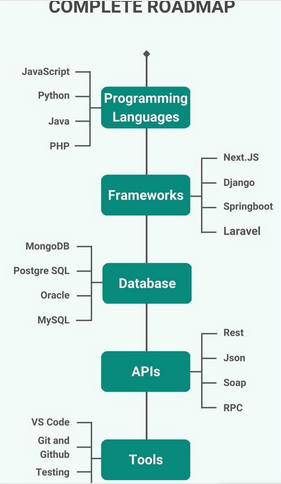 COMPLETE ROADMAP
JavaScript
Python
Java
PHP
Programming
Languages
Frameworks
Next.JS
Django
Springboot
Laravel
MongoDB
Postgre SQL
Oracle
MySQL
Database
APIs
Rest
Json
Soap
RPC
VS Code
Git and
Github
Testing
Tools